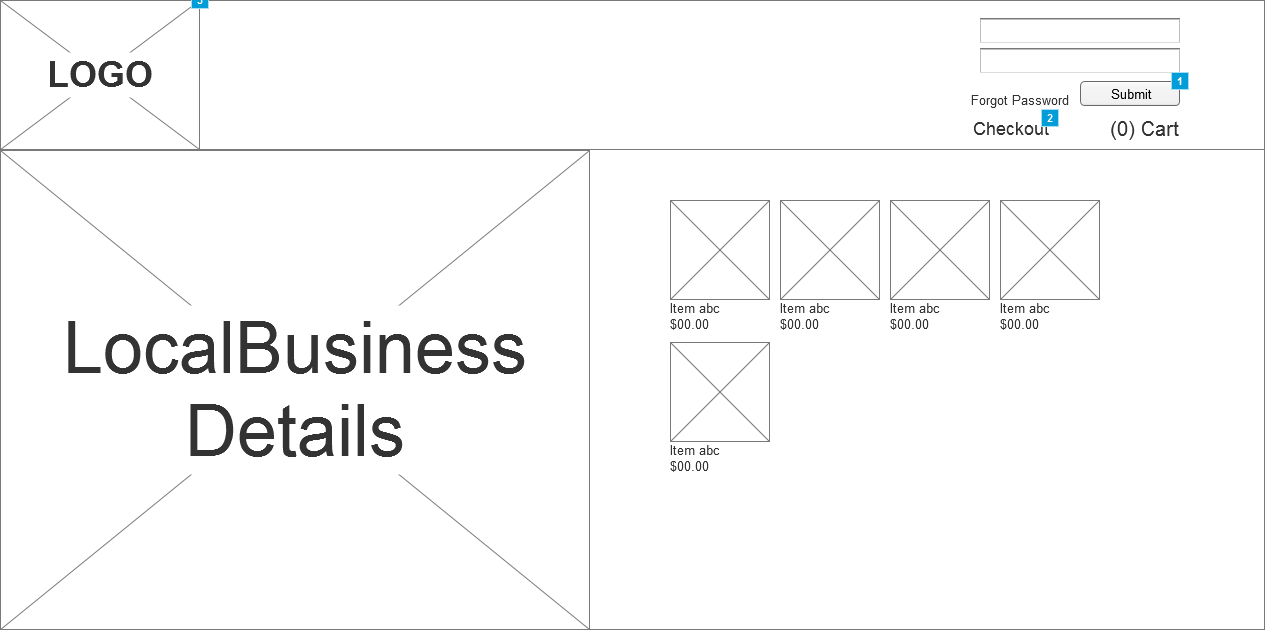 LOGO
1
Submit
Forgot Password
2
Checkout
(0) Cart
LocalBusiness
Details
Item abc
$00.00
Item abc
$00.00
Item abc
$00.00
Item abc
$00.00
Item abc
$00.00